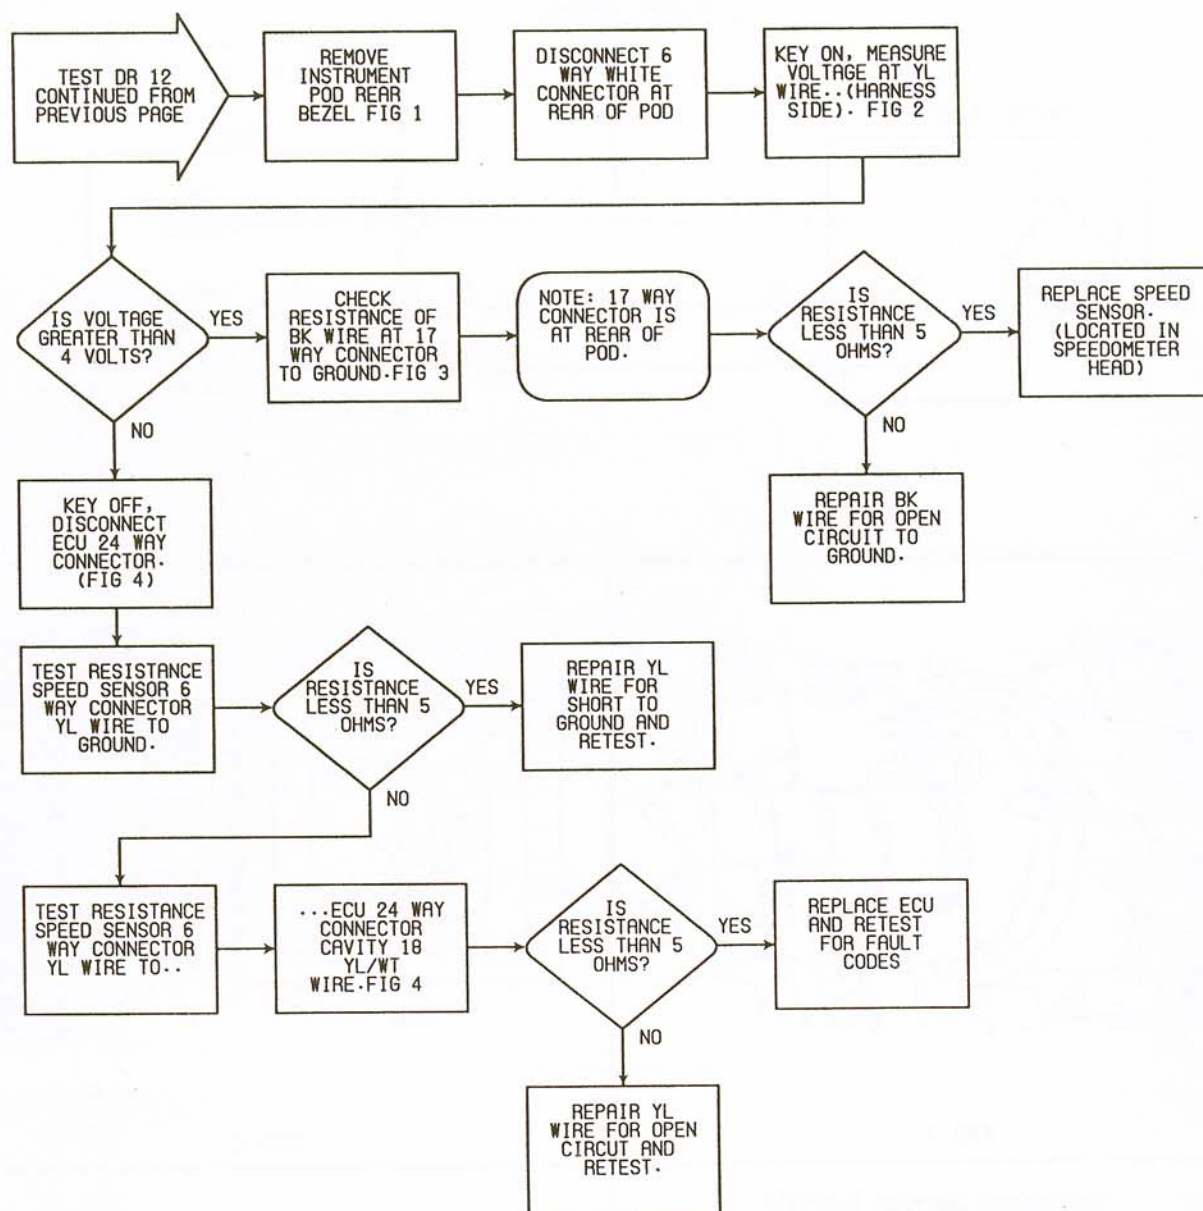 TEST DR 12
CONTINUED FROM
PREVIOUS PAGE
REMOVE
INSTRUMENT
POD REAR
BEZEL FIG 1
DISCONNECT 6
WAY WHITE
CONNECTOR AT
REAR OF POD
KEY ON, MEASURE
VOLTAGE AT YL
WIRE..(HARNESS
SIDE). FIG 2
IS VOLTAGE
GREATER THAN
4 VOLTS?
YES
CHECK
RESISTANCE OF
BK WIRE AT 17
WAY CONNECTOR
TO GROUND.FIG 3
NOTE: 17 WAY
CONNECTOR IS
AT REAR OF
POD.
IS
RESISTANCE
LESS THAN 5
OHMS?
YES
REPLACE SPEED
SENSOR.
(LOCATED IN
SPEEDOMETER
HEAD)
NO
NO
KEY OFF,
DISCONNECT
ECU 24 WAY
CONNECTOR.
(FIG 4)
REPAIR BK
WIRE FOR OPEN
CIRCUIT TO
GROUND.
TEST RESISTANCE
SPEED SENSOR 6
WAY CONNECTOR
YL WIRE TO
GROUND.
IS
RESISTANCE
LESS THAN 5
OHMS?
YES
REPAIR YL
WIRE FOR
SHORT TO
GROUND AND
RETEST.
NO
TEST RESISTANCE
SPEED SENSOR 6
WAY CONNECTOR
YL WIRE TO..
...ECU 24 WAY
CONNECTOR
CAVITY 18
YL/WT
WIRE.FIG 4
IS
RESISTANCE
LESS THAN 5
OHMS?
YES
REPLACE ECU
AND RETEST
FOR FAULT
CODES
NO
REPAIR YL
WIRE FOR OPEN
CIRCUT AND
RETEST.